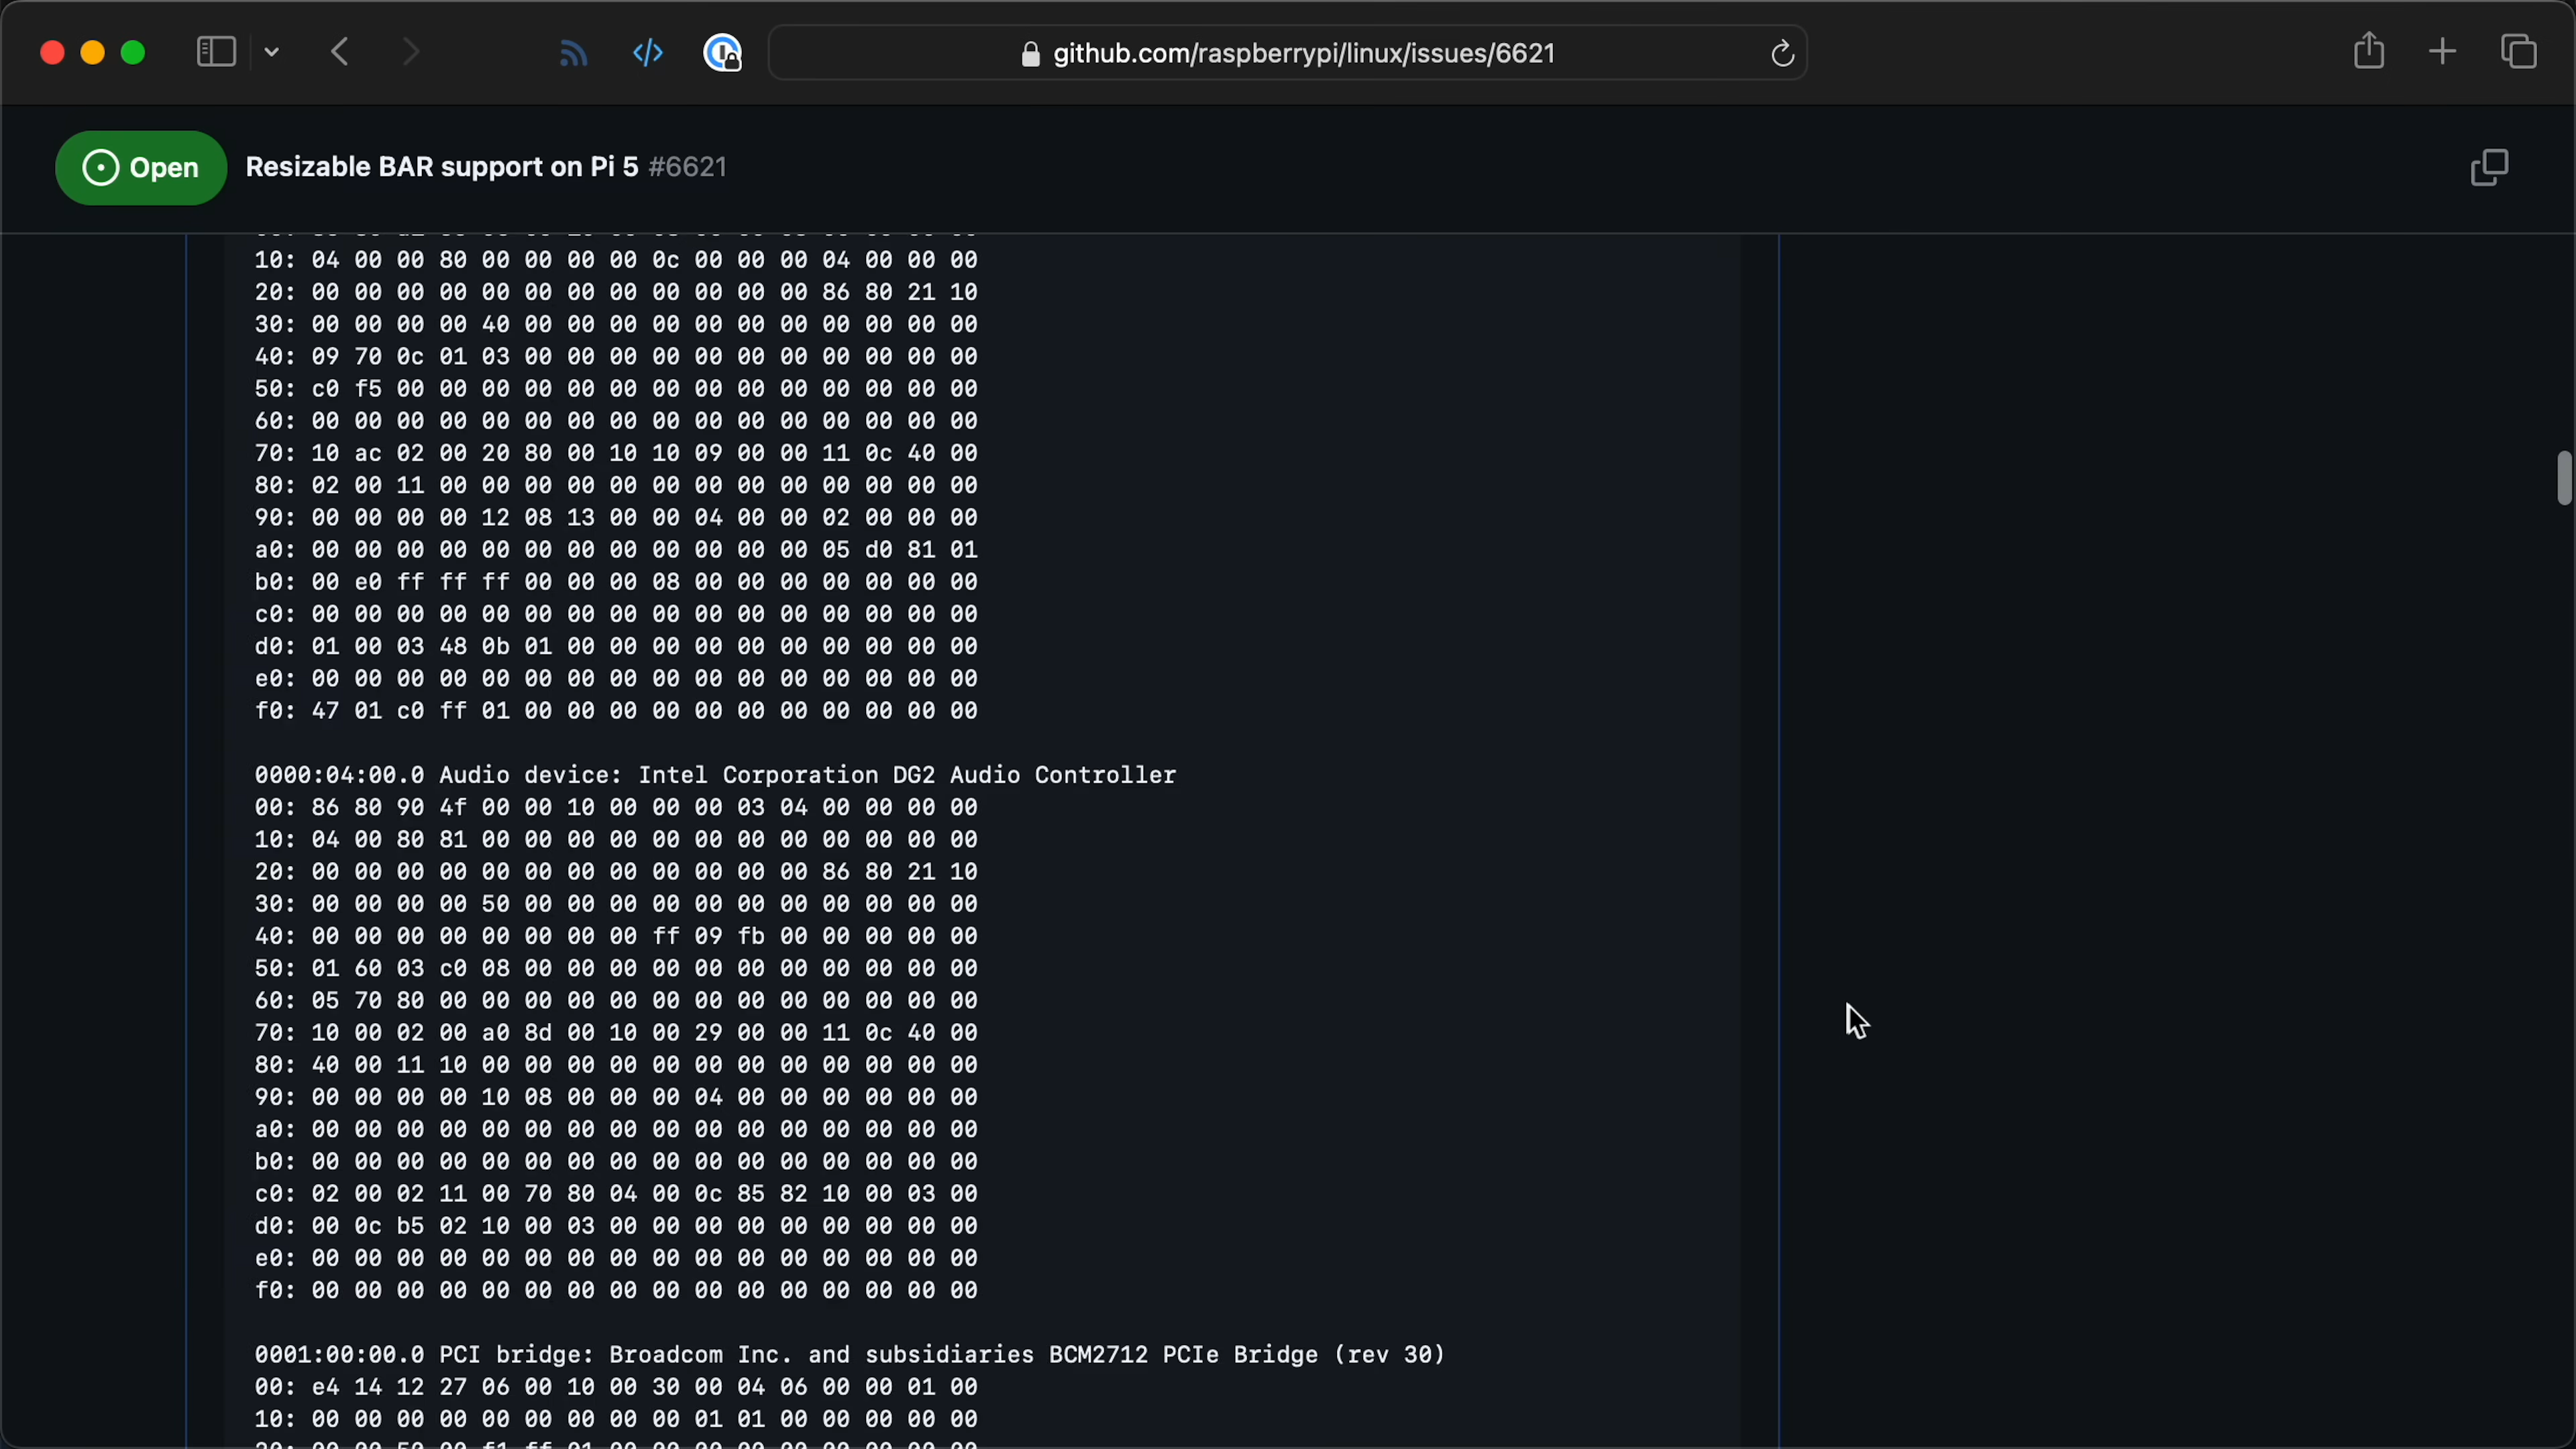 github.com/raspberrypi/linux/issues/6621
Open Resizable BAR support on Pi 5 #6621
10: 04 00 00 80 00 00 00 00 0c 00 00 00 04 00 00 00
20: 00 00 00 00 00 00 00 00 00 00 00 00 86 80 21 10
30: 00 00 00 00 40 00 00 00 00 00 00 00 00 00 00 00
40: 09 70 0c 01 03 00 00 00 00 00 00 00 00 00 00 00
50: c0 f5 00 00 00 00 00 00 00 00 00 00 00 00 00 00
60: 00 00 00 00 00 00 00 00 00 00 00 00 00 00 00 00
70: 10 ac 02 00 20 80 00 10 10 09 00 00 11 0c 40 00
80: 02 00 11 00 00 00 00 00 00 00 00 00 00 00 00 00
90: 00 00 00 00 12 08 13 00 00 04 00 00 02 00 00 00
a0: 00 00 00 00 00 00 00 00 00 00 00 00 05 d0 81 01
b0: 00 e0 ff ff ff 00 00 00 08 00 00 00 00 00 00 00
c0: 00 00 00 00 00 00 00 00 00 00 00 00 00 00 00 00
d0: 01 00 03 48 0b 01 00 00 00 00 00 00 00 00 00 00
e0: 00 00 00 00 00 00 00 00 00 00 00 00 00 00 00 00
f0: 47 01 c0 ff 01 00 00 00 00 00 00 00 00 00 00 00
0000:04:00.0 Audio device: Intel Corporation DG2 Audio Controller
00: 86 80 90 4f 00 00 10 00 00 00 03 04 00 00 00 00
10: 04 00 80 81 00 00 00 00 00 00 00 00 00 00 00 00
20: 00 00 00 00 00 00 00 00 00 00 00 00 86 80 21 10
30: 00 00 00 00 50 00 00 00 00 00 00 00 00 00 00 00
40: 00 00 00 00 00 00 00 00 ff 09 fb 00 00 00 00 00
50: 01 60 03 c0 08 00 00 00 00 00 00 00 00 00 00 00
60: 05 70 80 00 00 00 00 00 00 00 00 00 00 00 00 00
70: 10 00 02 00 a0 8d 00 10 00 29 00 00 11 0c 40 00
80: 40 00 11 10 00 00 00 00 00 00 00 00 00 00 00 00
90: 00 00 00 00 10 08 00 00 00 04 00 00 00 00 00 00
a0: 00 00 00 00 00 00 00 00 00 00 00 00 00 00 00 00
b0: 00 00 00 00 00 00 00 00 00 00 00 00 00 00 00 00
c0: 02 00 02 11 00 70 80 04 00 0c 85 82 10 00 03 00
d0: 00 0c b5 02 10 00 03 00 00 00 00 00 00 00 00 00
e0: 00 00 00 00 00 00 00 00 00 00 00 00 00 00 00 00
f0: 00 00 00 00 00 00 00 00 00 00 00 00 00 00 00 00
0001:00:00.0 PCI bridge: Broadcom Inc. and subsidiaries BCM2712 PCIe Bridge (rev 30)
00: e4 14 12 27 06 00 10 00 30 00 04 06 00 00 01 00
10: 00 00 00 00 00 00 00 00 00 01 01 00 00 00 00 00